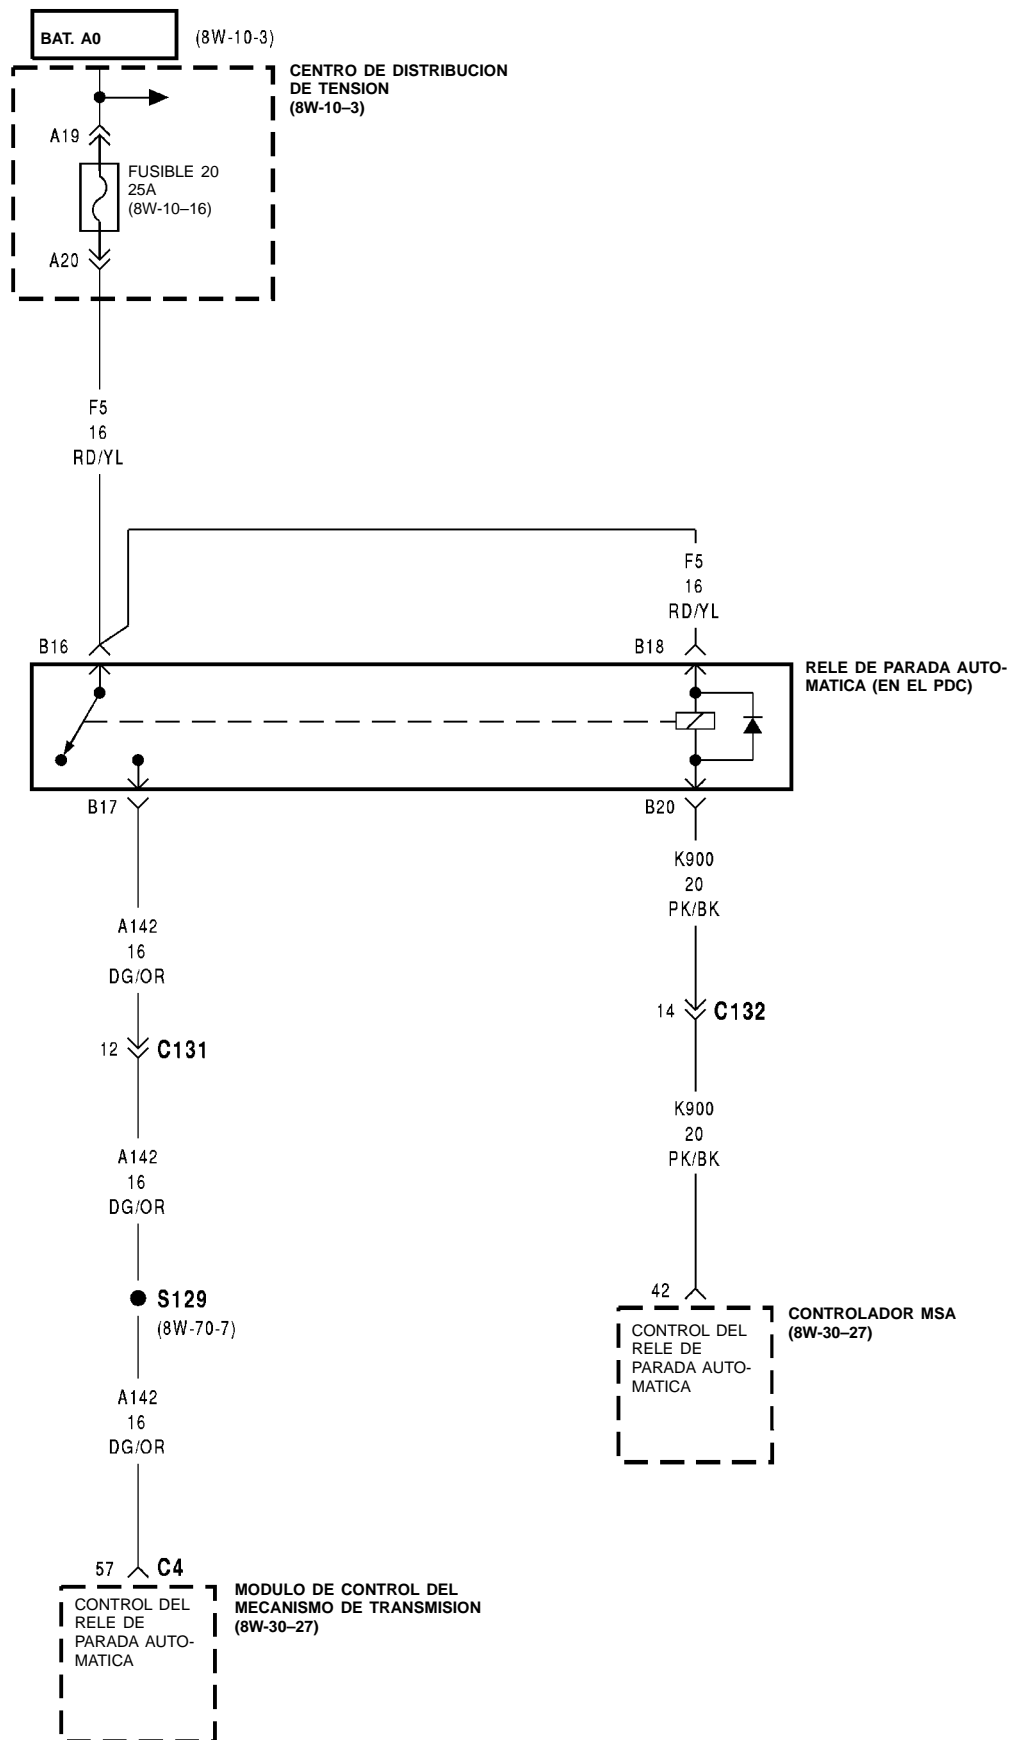 BAT. A0
(8W-10-3)
CENTRO DE DISTRIBUCION
DE TENSION
(8W-10–3)
A19
FUSIBLE 20
25A
(8W-10–16)
A20
F5
16
RD/YL
F5
16
RD/YL
B16
B18
RELE DE PARADA AUTO-
MATICA (EN EL PDC)
B17
B20
K900
20
PK/BK
A142
16
DG/OR
14
C132
12
C131
K900
20
PK/BK
A142
16
DG/OR
S129
(8W-70-7)
42
CONTROLADOR MSA
(8W-30–27)
CONTROL DEL
RELE DE
PARADA AUTO-
MATICA
A142
16
DG/OR
57
C4
MODULO DE CONTROL DEL
MECANISMO DE TRANSMISION
(8W-30–27)
CONTROL DEL
RELE DE
PARADA AUTO-
MATICA